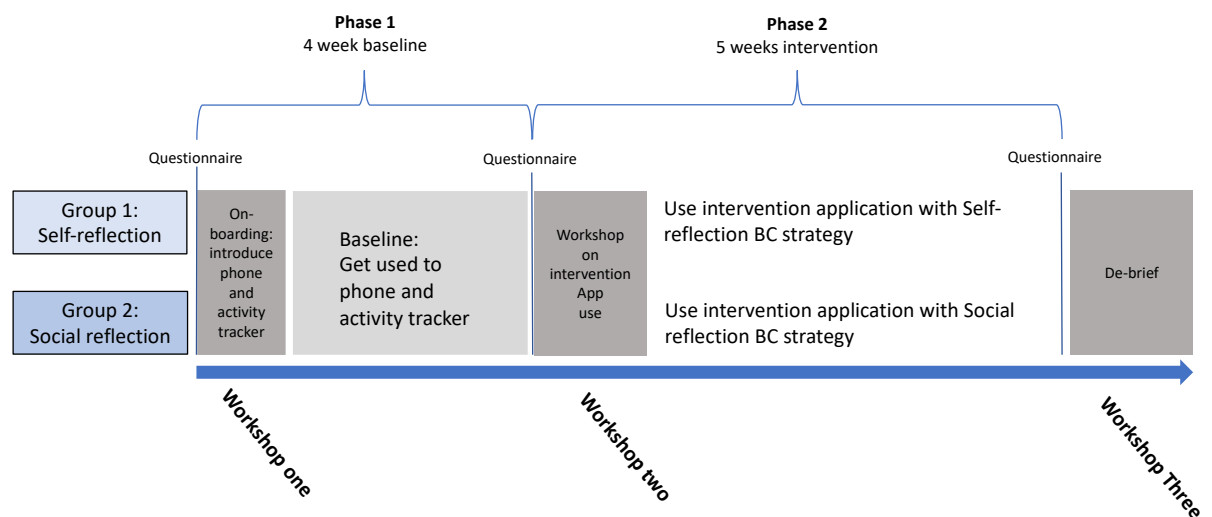 Phase 1
4 week baseline
Phase 2
5 weeks intervention
Questionnaire
Questionnaire
Questionnaire
Group 1:
Self-reflection
Group 2:
Social reflection
On-
boarding:
introduce
phone
and
activity
tracker
Baseline:
Get used to
phone and
activity tracker
Workshop
on
intervention
App
use
Use intervention application with Self-
reflection BC strategy
Use intervention application with Social
reflection BC strategy
De-brief
Workshop one
Workshop two
Workshop Three